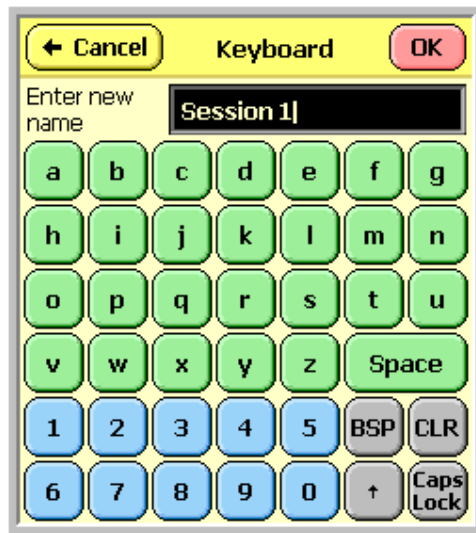 ← Cancel Keyboard OK
Enter new
name
Session 1
a b c d e f g
h i j k l m n
o p q r s t u
v w x y z Space
1 2 3 4 5 BSP CLR
6 7 8 9 0 ↑ Caps
Lock